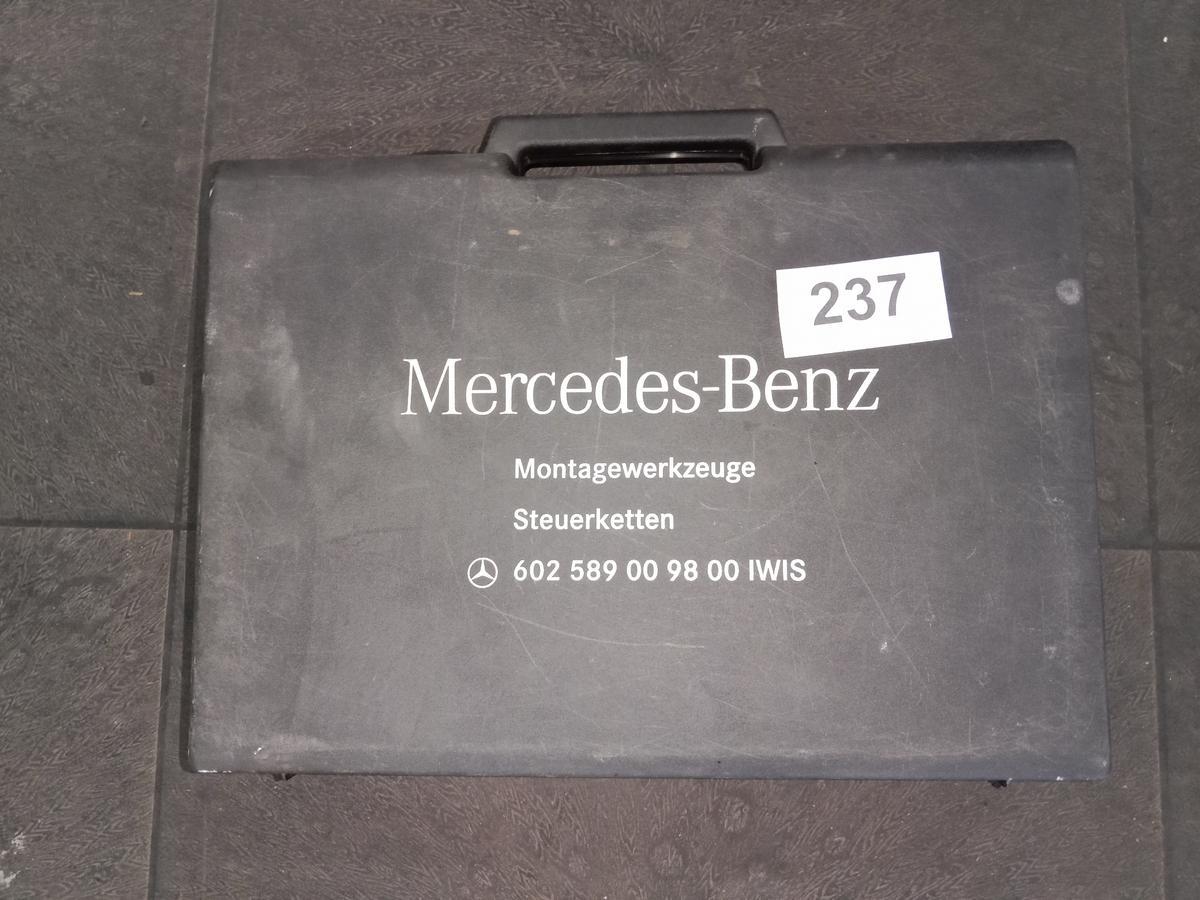 237
Mercedes-Benz
Montagewerkzeuge
Steuerketten
602 589 00 98 00 IWIS